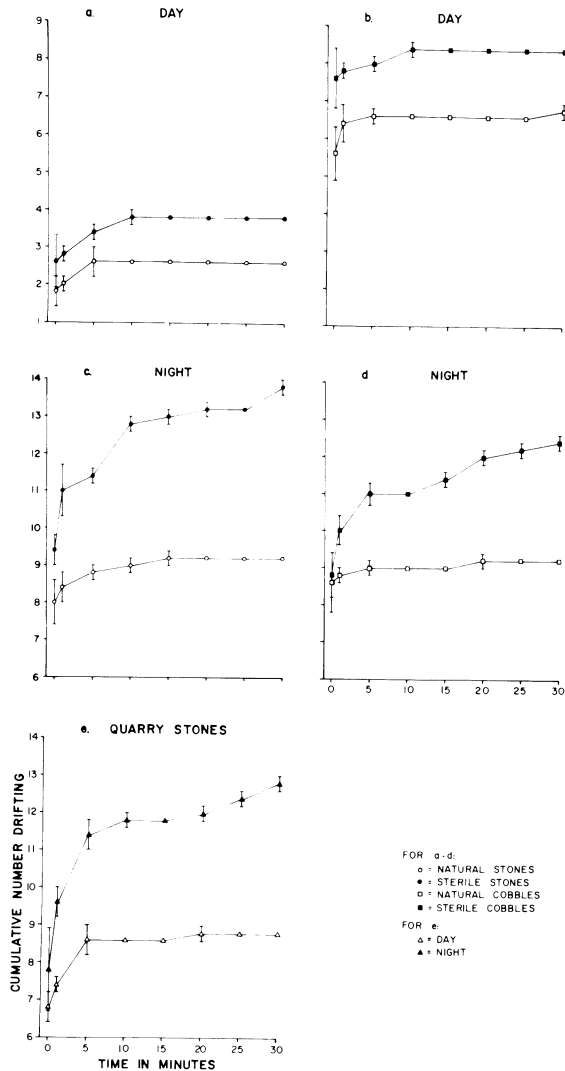 a. DAY
b. DAY
9
8
7
6
5
4
3
2
1
c. NIGHT
d NIGHT
14
13
12
11
10
9
8
7
6
0 5 10 15 20 25 30
e. QUARRY STONES
14
13
12
11
10
9
8
7
6
CUMULATIVE NUMBER DRIFTING
0 5 10 15 20 25 30
TIME IN MINUTES
FOR a-d:
o = NATURAL STONES
● = STERILE STONES
□ = NATURAL COBBLES
■ = STERILE COBBLES
FOR e:
△ = DAY
▲ = NIGHT